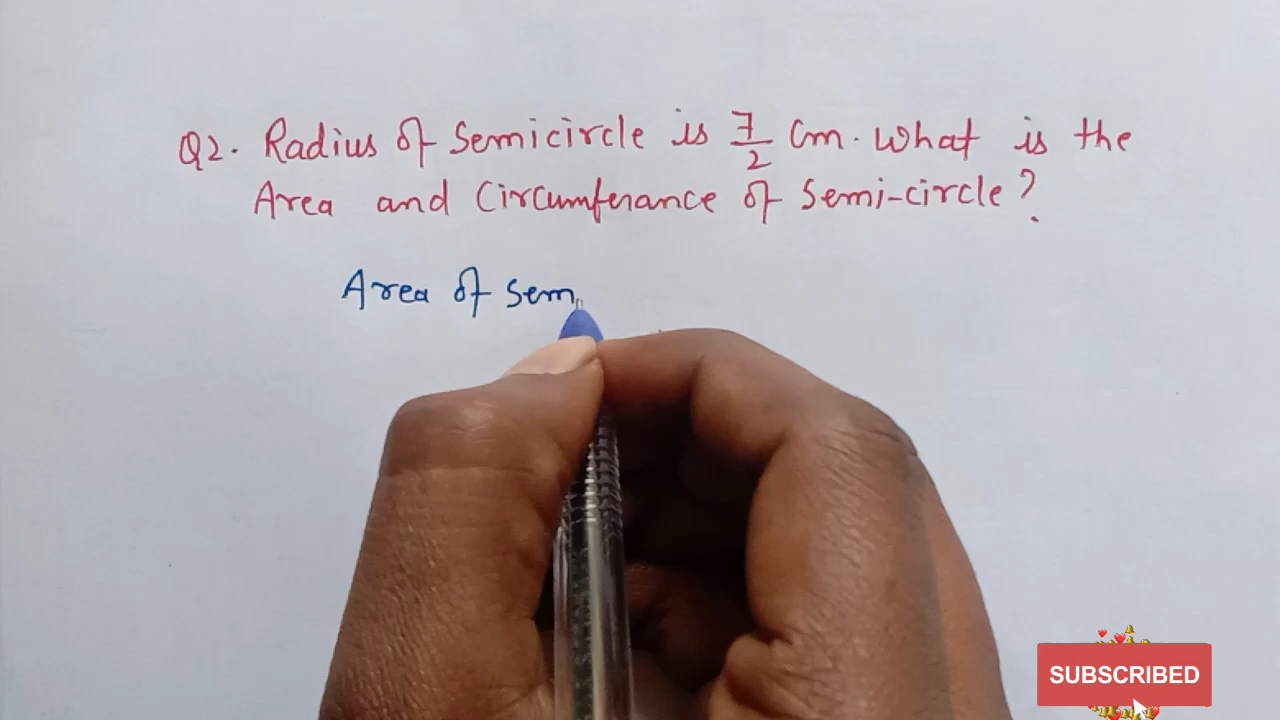 Q2. Radius of Semicircle is 7/2 Cm. What is the
Area and Circumferance of Semi-circle?
Area of Sem
SUBSCRIBED